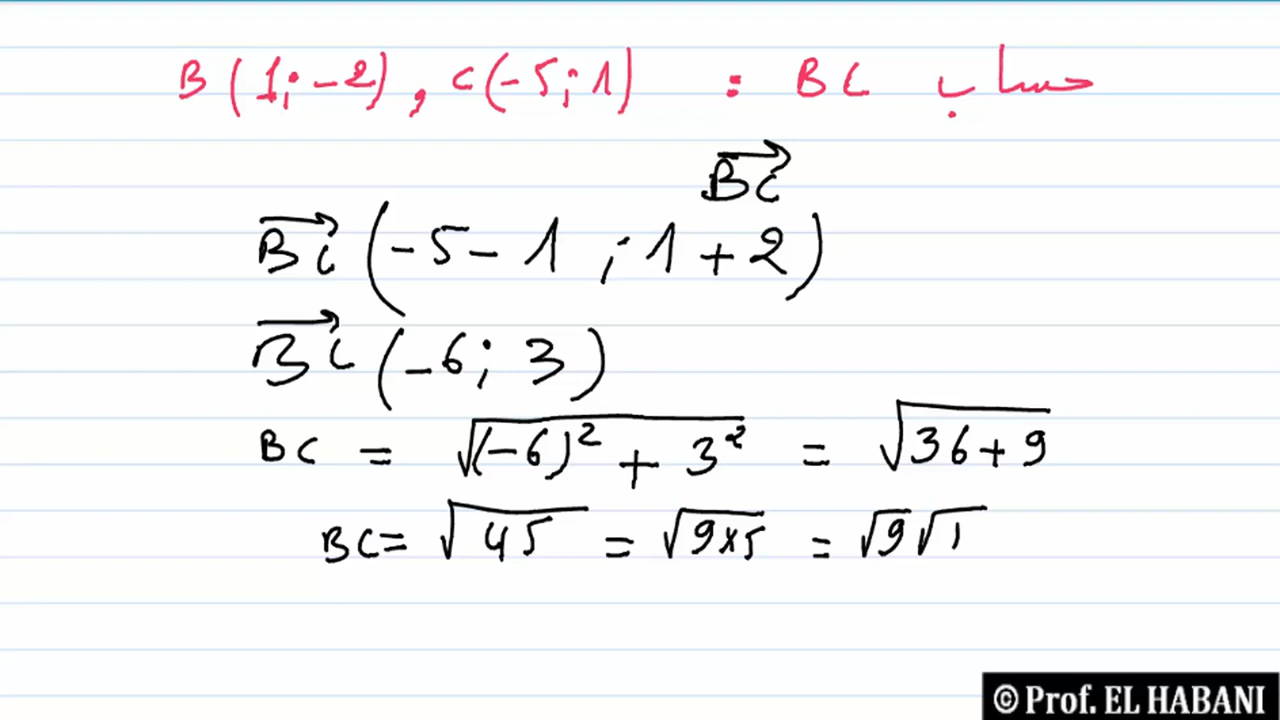 حساب BC : B(1;-2), C(-5;1)
BC→
BC→(-5-1;1+2)
BC→(-6;3)
BC = √((-6)²+3²) = √(36+9)
BC = √45 = √(9×5) = √9√
© Prof. EL HABANI